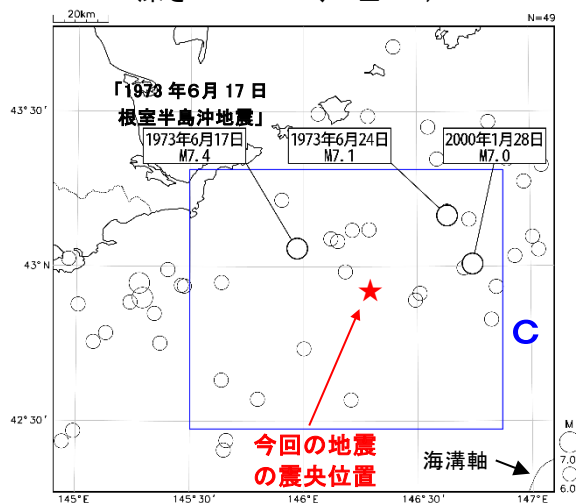 20km
N=49
「1973年6月17日
根室半島沖地震」
1973年6月17日
M7.4
1973年6月24日
M7.1
2000年1月28日
M7.0
43°30′
43°N
42°30′
C
今回の地震
の震央位置
海溝軸
M
7.0
6.0
145°E
145°30′
146°E
146°30′
147°E